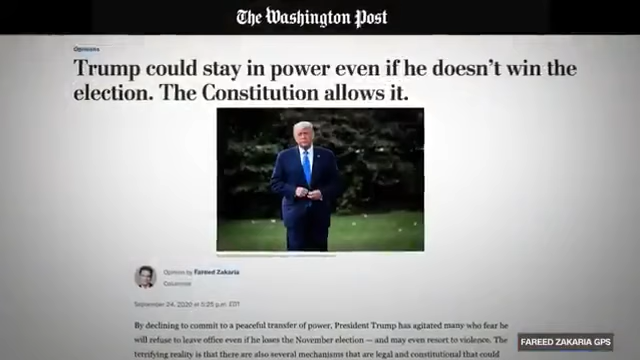 The Washington Post
Opinions
Trump could stay in power even if he doesn't win the
election. The Constitution allows it.
Opinion by Fareed Zakaria
Columnist
September 24, 2020 at 5:25 p.m. EDT
By declining to commit to a peaceful transfer of power, President Trump has agitated many who fear he
will refuse to leave office even if he loses the November election — and may even resort to violence. The
terrifying reality is that there are also several mechanisms that are legal and constitutional that could
FAREED ZAKARIA GPS